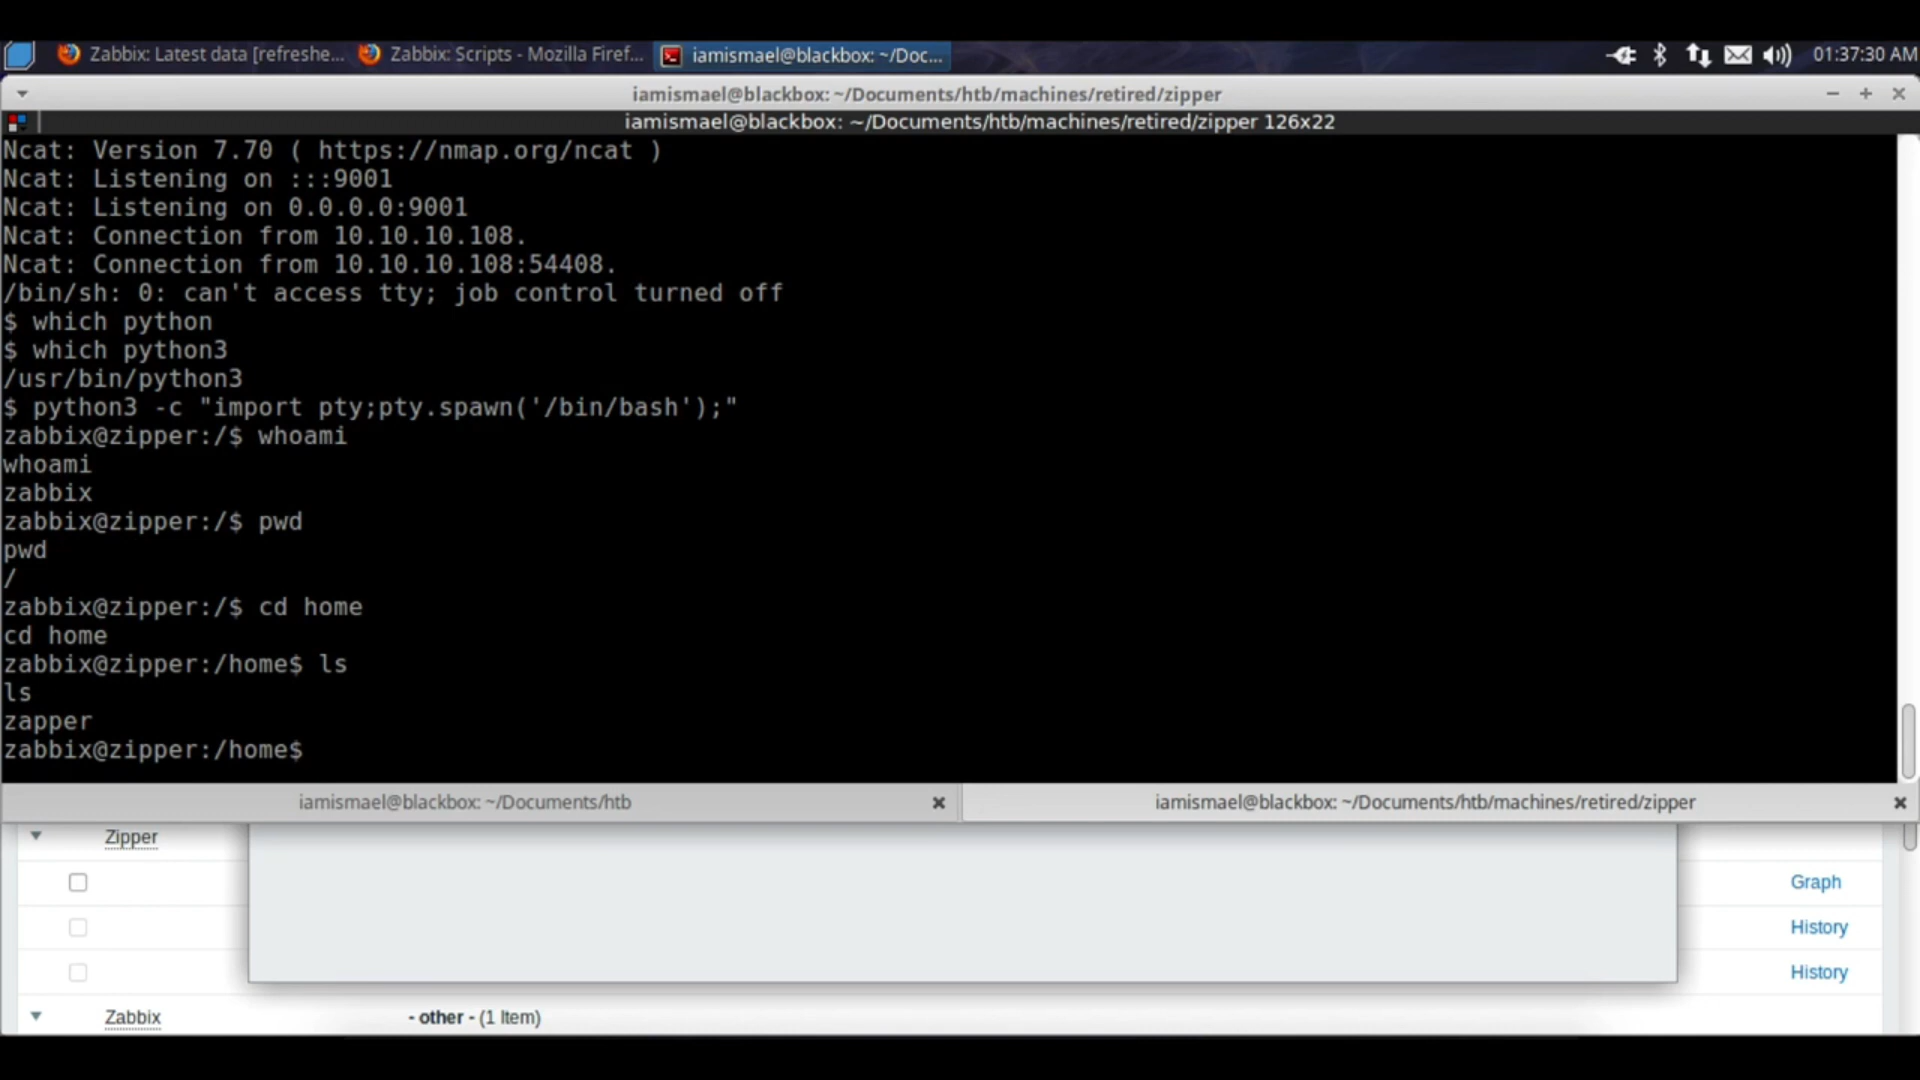 Zabbix: Latest data [refreshe... Zabbix: Scripts - Mozilla Firef... iamismael@blackbox: ~/Doc... 01:37:30 AM
iamismael@blackbox: ~/Documents/htb/machines/retired/zipper
iamismael@blackbox: ~/Documents/htb/machines/retired/zipper 126x22
Ncat: Version 7.70 ( https://nmap.org/ncat )
Ncat: Listening on :::9001
Ncat: Listening on 0.0.0.0:9001
Ncat: Connection from 10.10.10.108.
Ncat: Connection from 10.10.10.108:54408.
/bin/sh: 0: can't access tty; job control turned off
$ which python
$ which python3
/usr/bin/python3
$ python3 -c "import pty;pty.spawn('/bin/bash');"
zabbix@zipper:/$ whoami
whoami
zabbix
zabbix@zipper:/$ pwd
pwd
/
zabbix@zipper:/$ cd home
cd home
zabbix@zipper:/home$ ls
ls
zapper
zabbix@zipper:/home$
iamismael@blackbox: ~/Documents/htb iamismael@blackbox: ~/Documents/htb/machines/retired/zipper
Zipper
Graph
History
History
Zabbix - other - (1 Item)